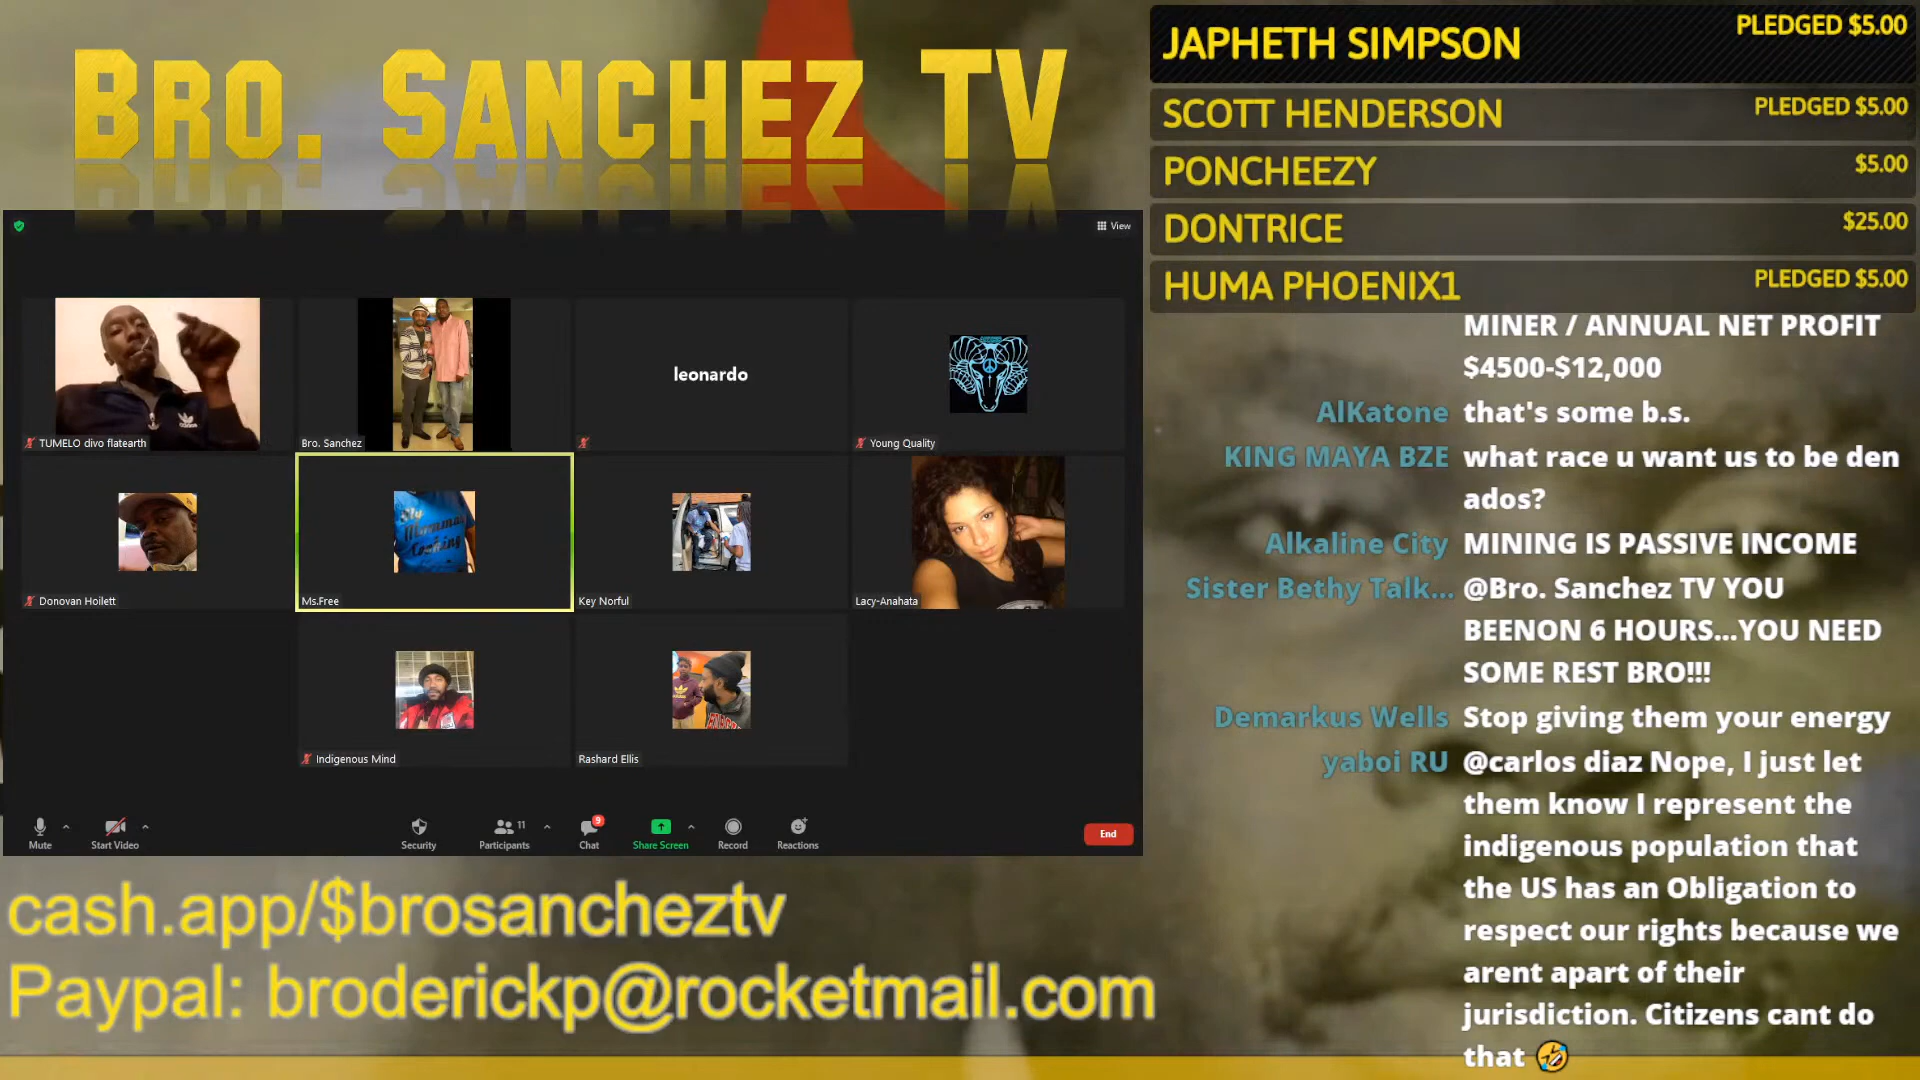 BRO. SANCHEZ TV
JAPHETH SIMPSON
PLEDGED $5.00
SCOTT HENDERSON
PLEDGED $5.00
PONCHEEZY
$5.00
DONTRICE
$25.00
HUMA PHOENIX1
PLEDGED $5.00
View
TUMELO divo flatearth
Bro. Sanchez
leonardo
Young Quality
Donovan Hoilett
My
Mommas
Cooking
Ms.Free
Key Norful
Lacy-Anahata
Indigenous Mind
Rashard Ellis
Mute
Start Video
Security
11
Participants
9
Chat
Share Screen
Record
Reactions
End
MINER / ANNUAL NET PROFIT
$4500-$12,000
AlKatone that's some b.s.
KING MAYA BZE what race u want us to be den
ados?
Alkaline City MINING IS PASSIVE INCOME
Sister Bethy Talk... @Bro. Sanchez TV YOU
BEENON 6 HOURS...YOU NEED
SOME REST BRO!!!
Demarkus Wells Stop giving them your energy
yaboi RU @carlos diaz Nope, I just let
them know I represent the
indigenous population that
the US has an Obligation to
respect our rights because we
arent apart of their
jurisdiction. Citizens cant do
that 🤣
cash.app/$brosancheztv
Paypal: broderickp@rocketmail.com